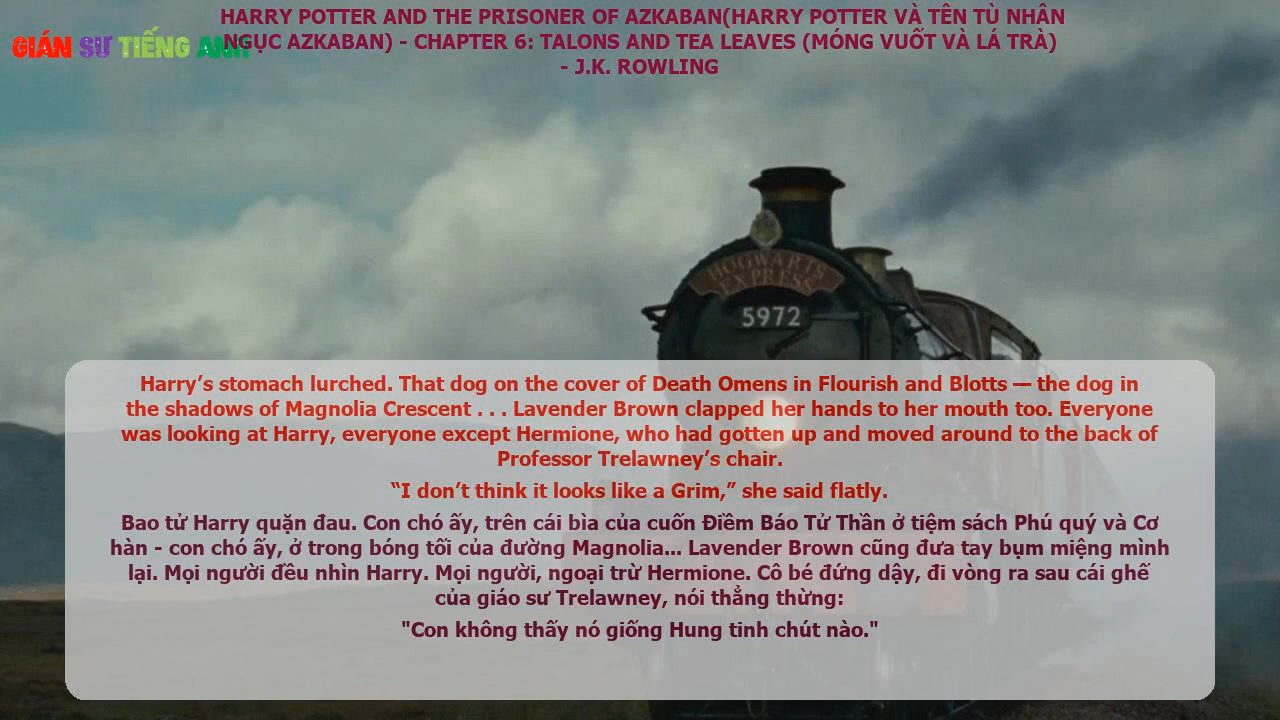 HARRY POTTER AND THE PRISONER OF AZKABAN(HARRY POTTER VÀ TÊN TÙ NHÂN
GIÁN SƯ TIẾNG ANH
NGỤC AZKABAN) - CHAPTER 6: TALONS AND TEA LEAVES (MÓNG VUỐT VÀ LÁ TRÀ)
- J.K. ROWLING
HOGWARTS
EXPRESS
5972
Harry’s stomach lurched. That dog on the cover of Death Omens in Flourish and Blotts — the dog in
the shadows of Magnolia Crescent . . . Lavender Brown clapped her hands to her mouth too. Everyone
was looking at Harry, everyone except Hermione, who had gotten up and moved around to the back of
Professor Trelawney’s chair.
“I don’t think it looks like a Grim,” she said flatly.
Bao tử Harry quặn đau. Con chó ấy, trên cái bìa của cuốn Điềm Báo Tử Thần ở tiệm sách Phú quý và Cơ
hàn - con chó ấy, ở trong bóng tối của đường Magnolia... Lavender Brown cũng đưa tay bụm miệng mình
lại. Mọi người đều nhìn Harry. Mọi người, ngoại trừ Hermione. Cô bé đứng dậy, đi vòng ra sau cái ghế
của giáo sư Trelawney, nói thẳng thừng:
"Con không thấy nó giống Hung tinh chút nào."